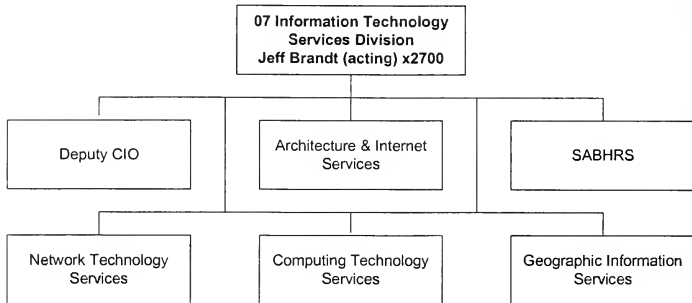 07 Information Technology
Services Division
Jeff Brandt (acting) x2700
Deputy CIO
Architecture & Internet
Services
SABHRS
Network Technology
Services
Computing Technology
Services
Geographic Information
Services